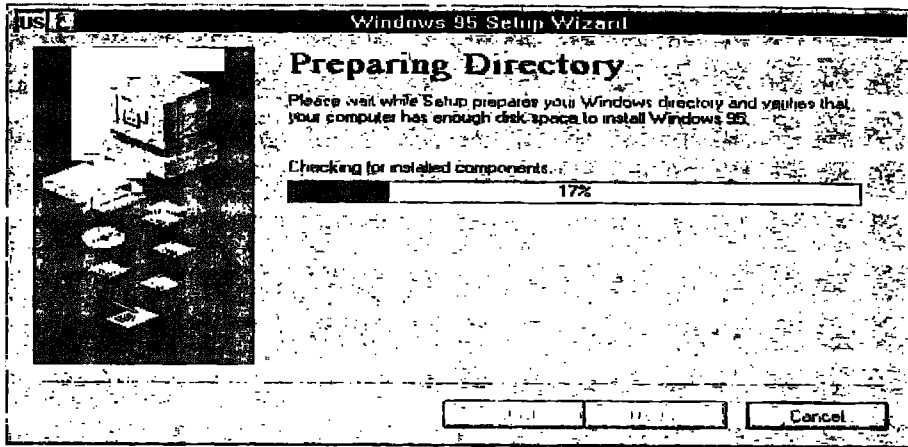 Windows 95 Setup Wizard
Preparing Directory
Please wait while Setup prepares your Windows directory and verifies that
your computer has enough disk space to install Windows 95.
Checking for installed components...
17%
Cancel